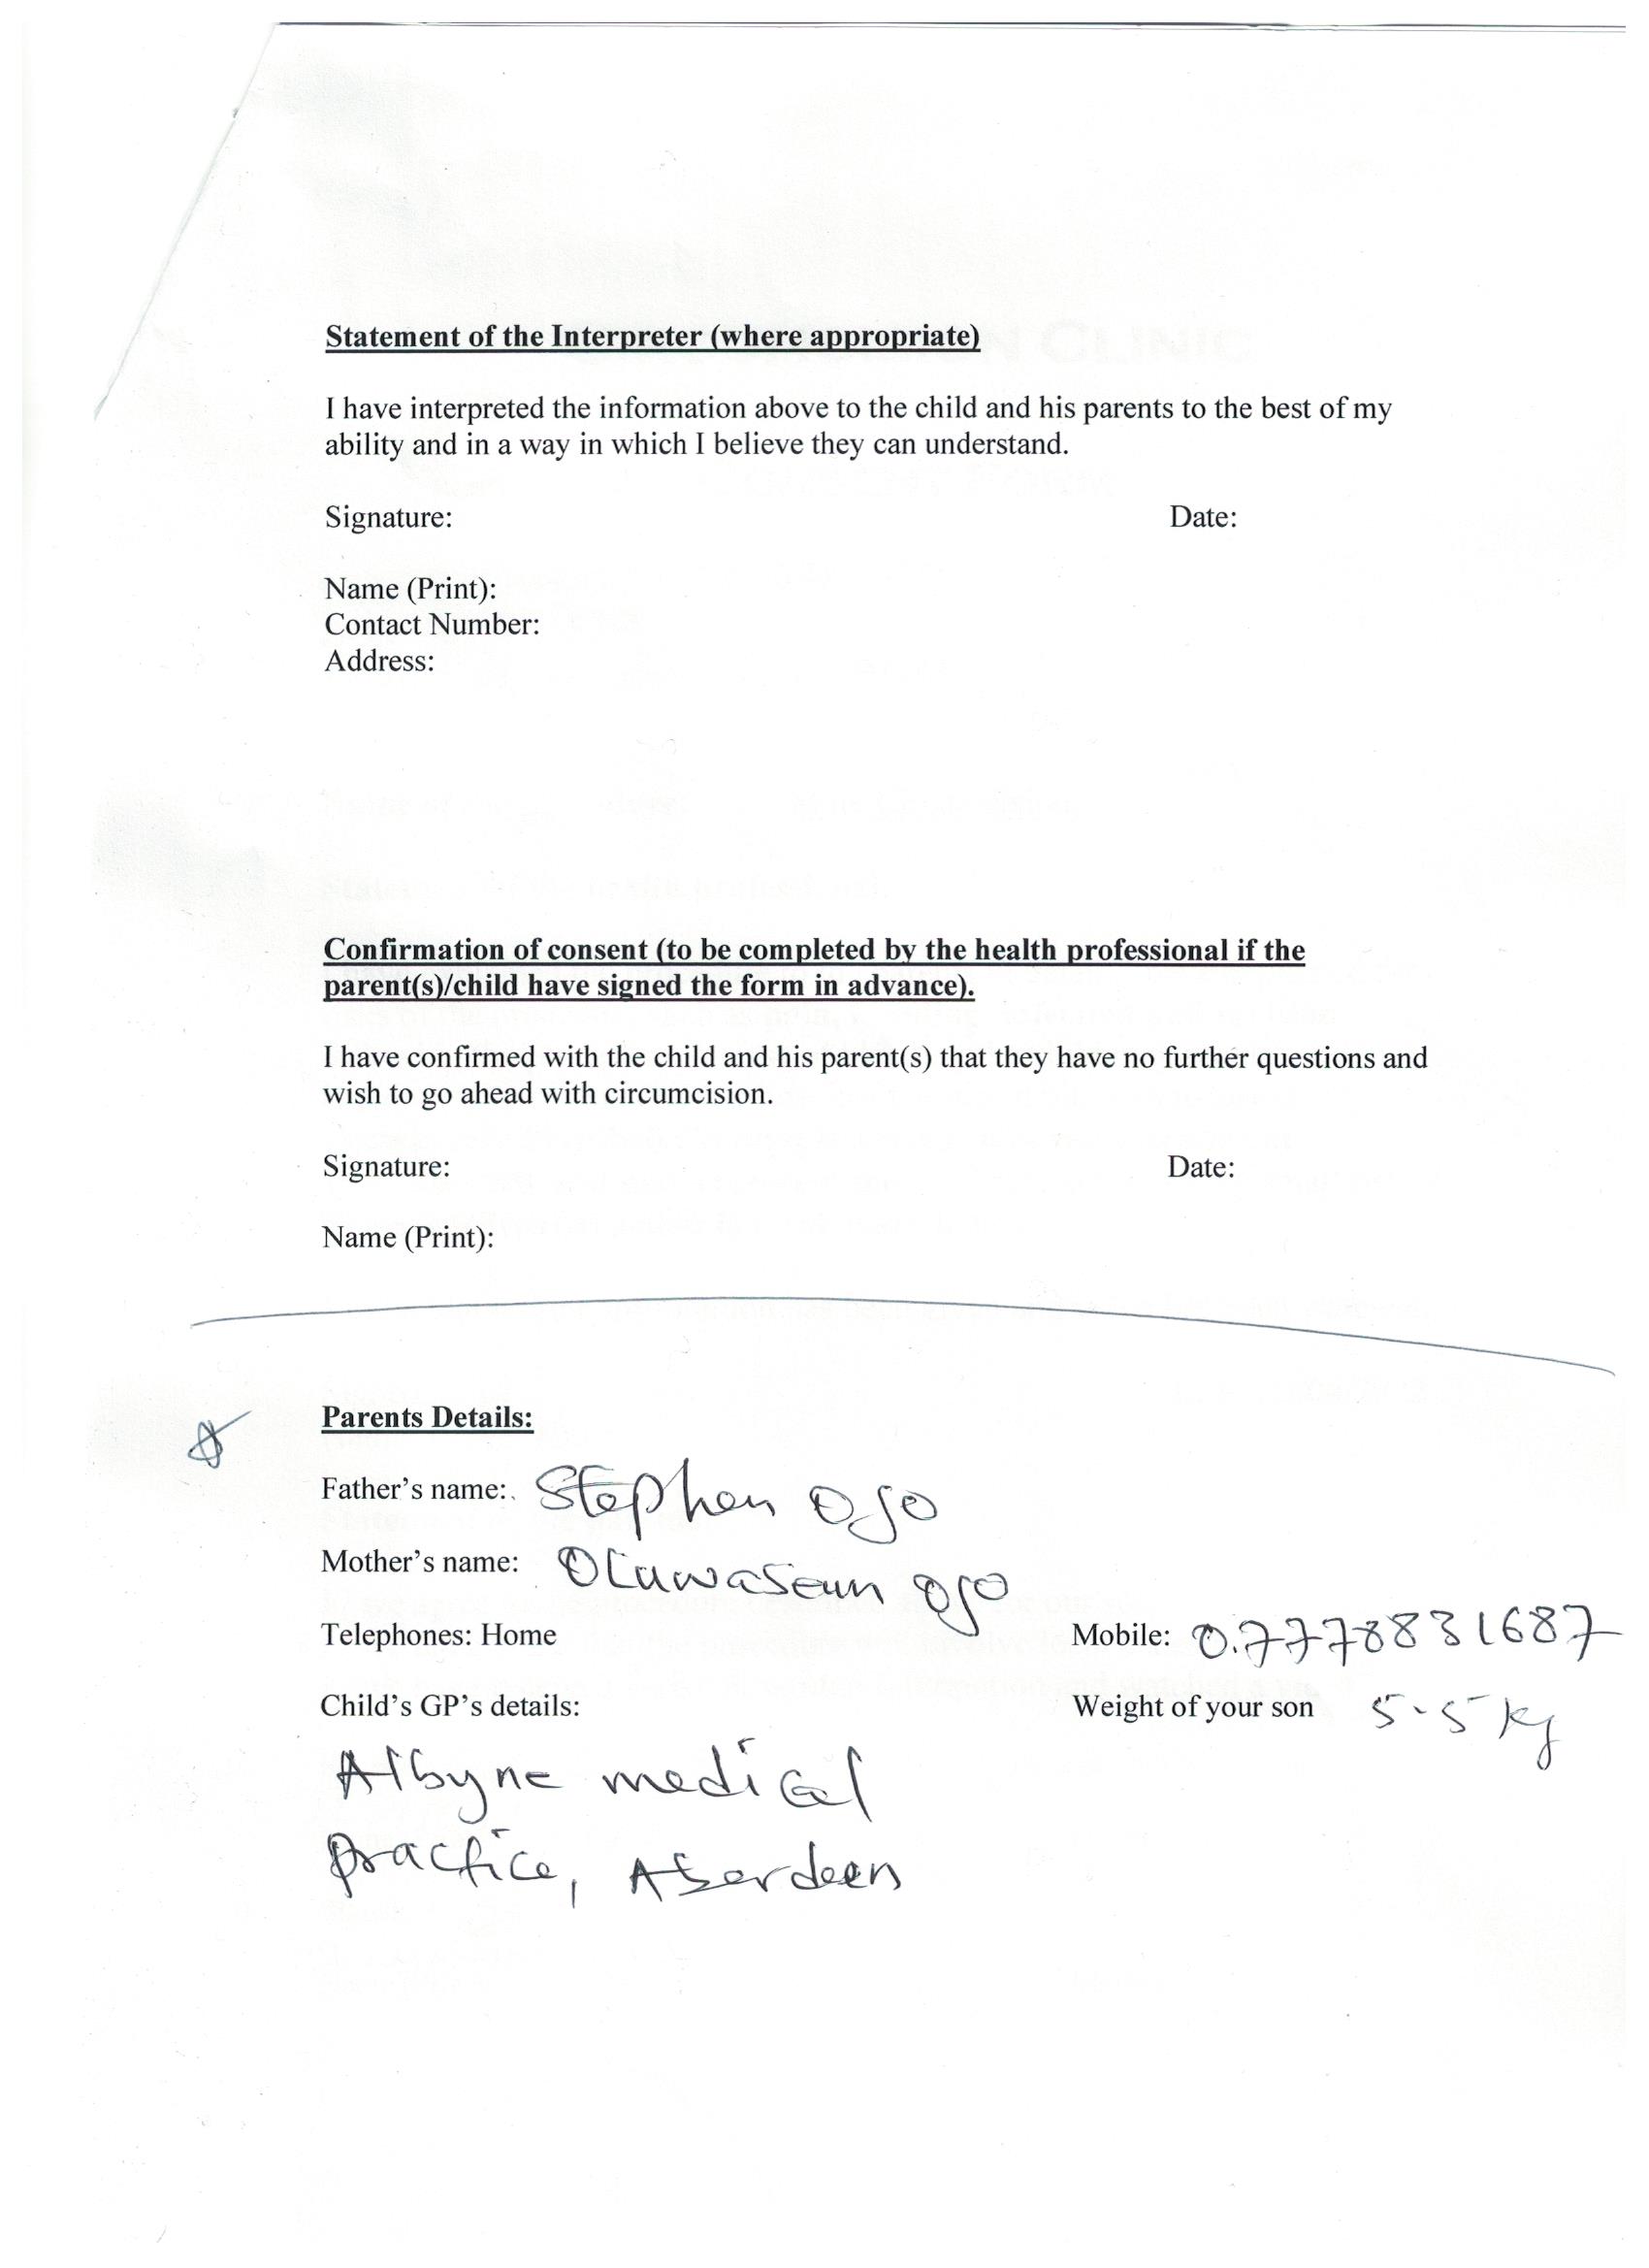 Statement of the Interpreter (where appropriate)
I have interpreted the information above to the child and his parents to the best of my
ability and in a way in which I believe they can understand.
Signature: Date:
Name (Print):
Contact Number:
Address:
Confirmation of consent (to be completed by the health professional if the
parent(s)/child have signed the form in advance).
I have confirmed with the child and his parent(s) that they have no further questions and
wish to go ahead with circumcision.
Signature: Date:
Name (Print):
Parents Details:
Father's name: Stephen Ojo
Mother's name: Oluwaseun Ojo
Telephones: Home Mobile: 07778831687
Child's GP's details: Weight of your son 5.5 kg
Albyne medical
practice, Aberdeen